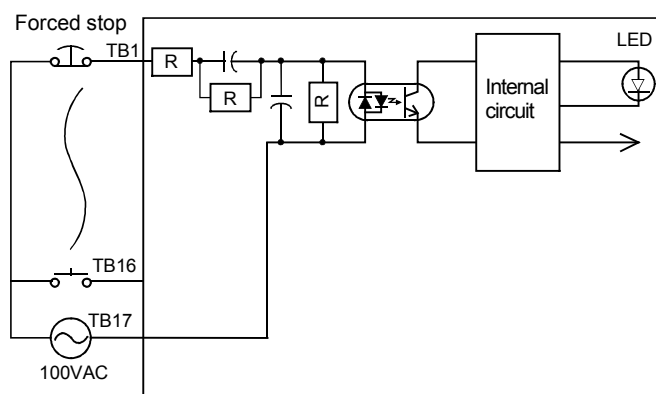 Forced stop
TB1
R
R
R
Internal
circuit
LED
TB16
TB17
100VAC